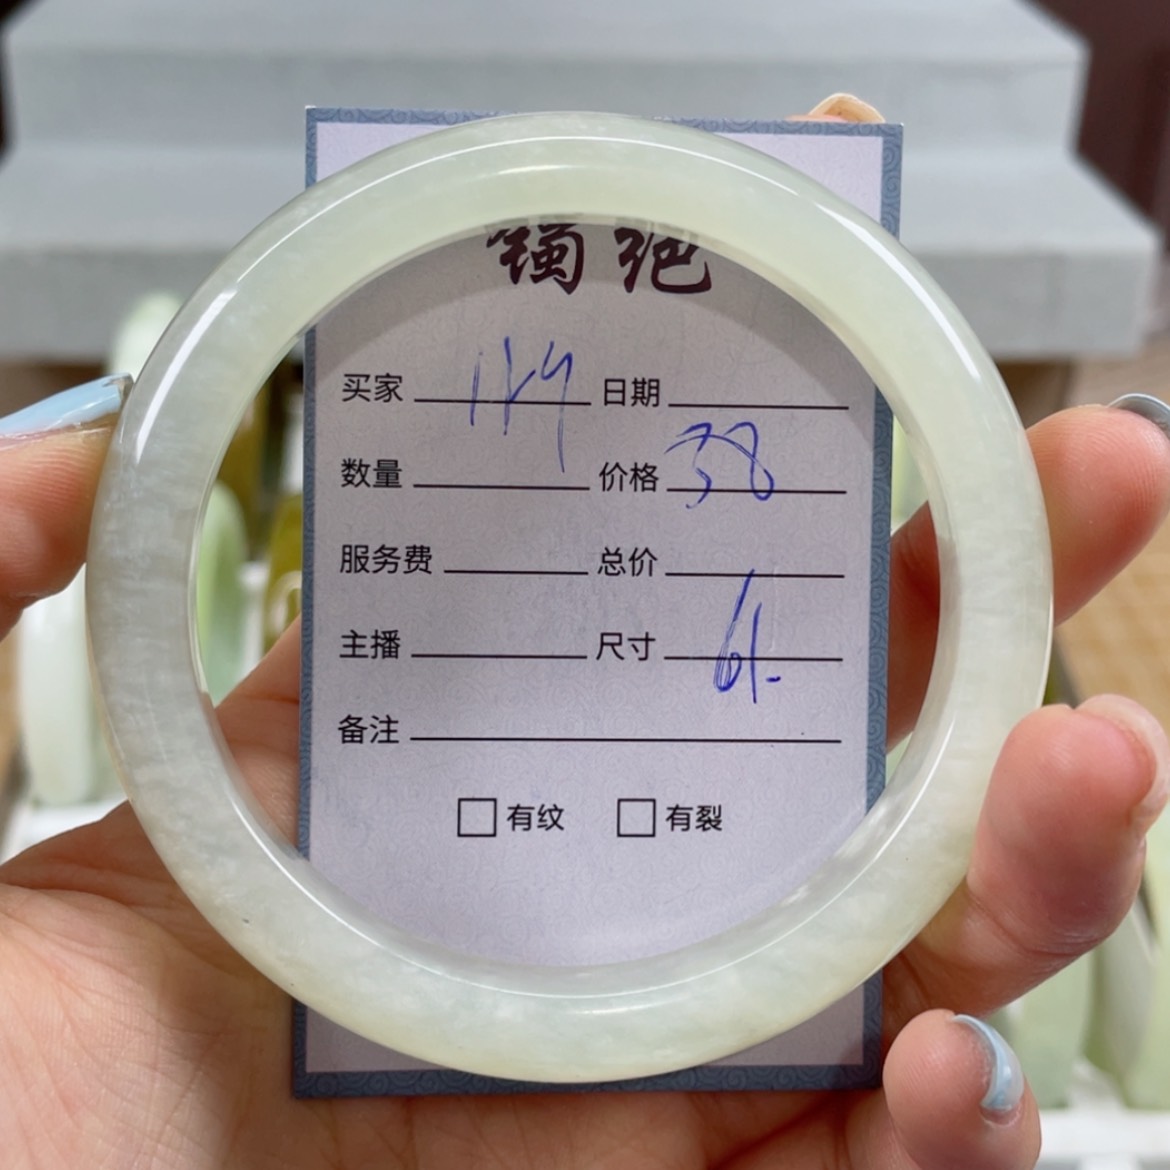 镯
买家 日期
数量 价格 38
服务费 总价
主播 尺寸 61.
备注
□ 有纹 □ 有裂